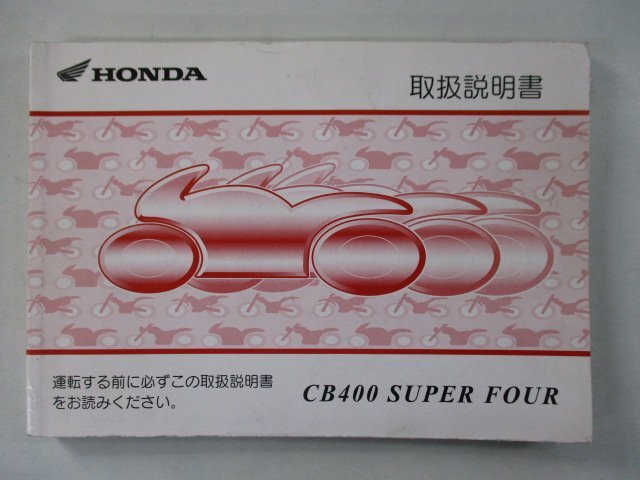 HONDA
取扱説明書
運転する前に必ずこの取扱説明書
をお読みください。
CB400 SUPER FOUR